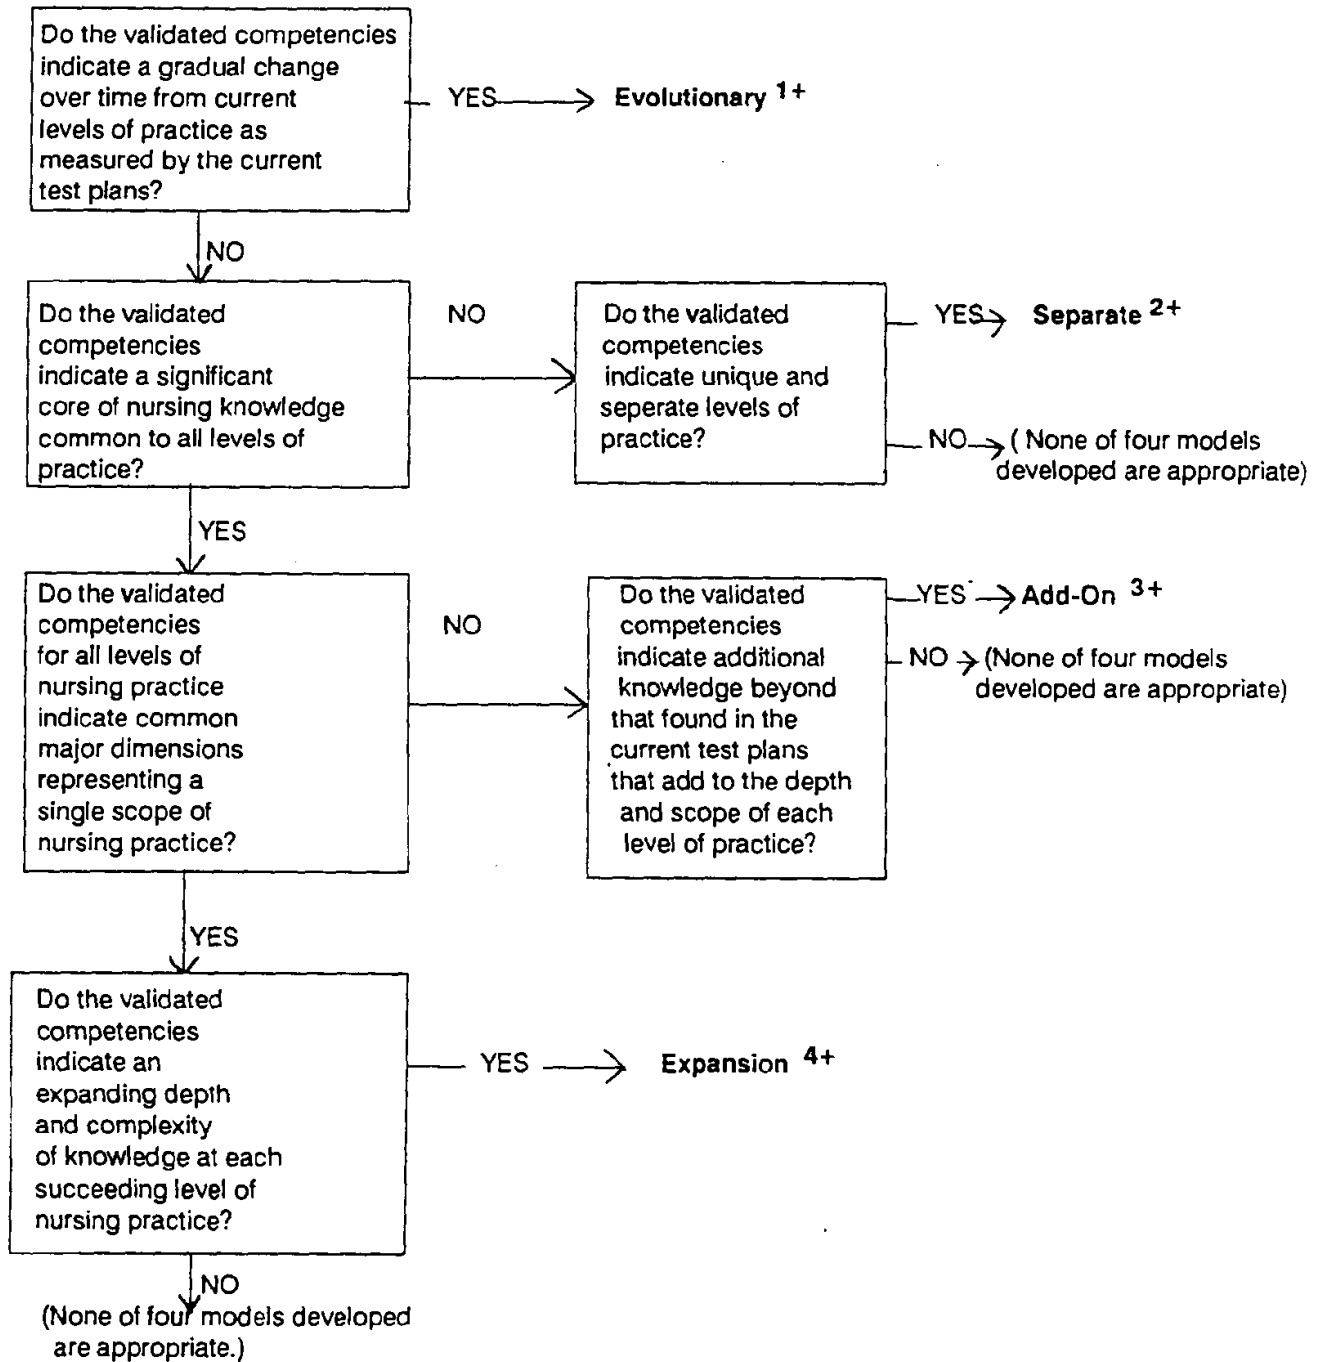 Do the validated competencies
indicate a gradual change
over time from current
levels of practice as
measured by the current
test plans?
YES
Evolutionary 1+
NO
Do the validated
competencies
indicate a significant
core of nursing knowledge
common to all levels of
practice?
NO
Do the validated
competencies
indicate unique and
seperate levels of
practice?
YES
Separate 2+
NO
( None of four models
developed are appropriate)
YES
Do the validated
competencies
for all levels of
nursing practice
indicate common
major dimensions
representing a
single scope of
nursing practice?
NO
Do the validated
competencies
indicate additional
knowledge beyond
that found in the
current test plans
that add to the depth
and scope of each
level of practice?
YES
Add-On 3+
NO
(None of four models
developed are appropriate)
YES
Do the validated
competencies
indicate an
expanding depth
and complexity
of knowledge at each
succeeding level of
nursing practice?
YES
Expansion 4+
NO
(None of four models developed
are appropriate.)